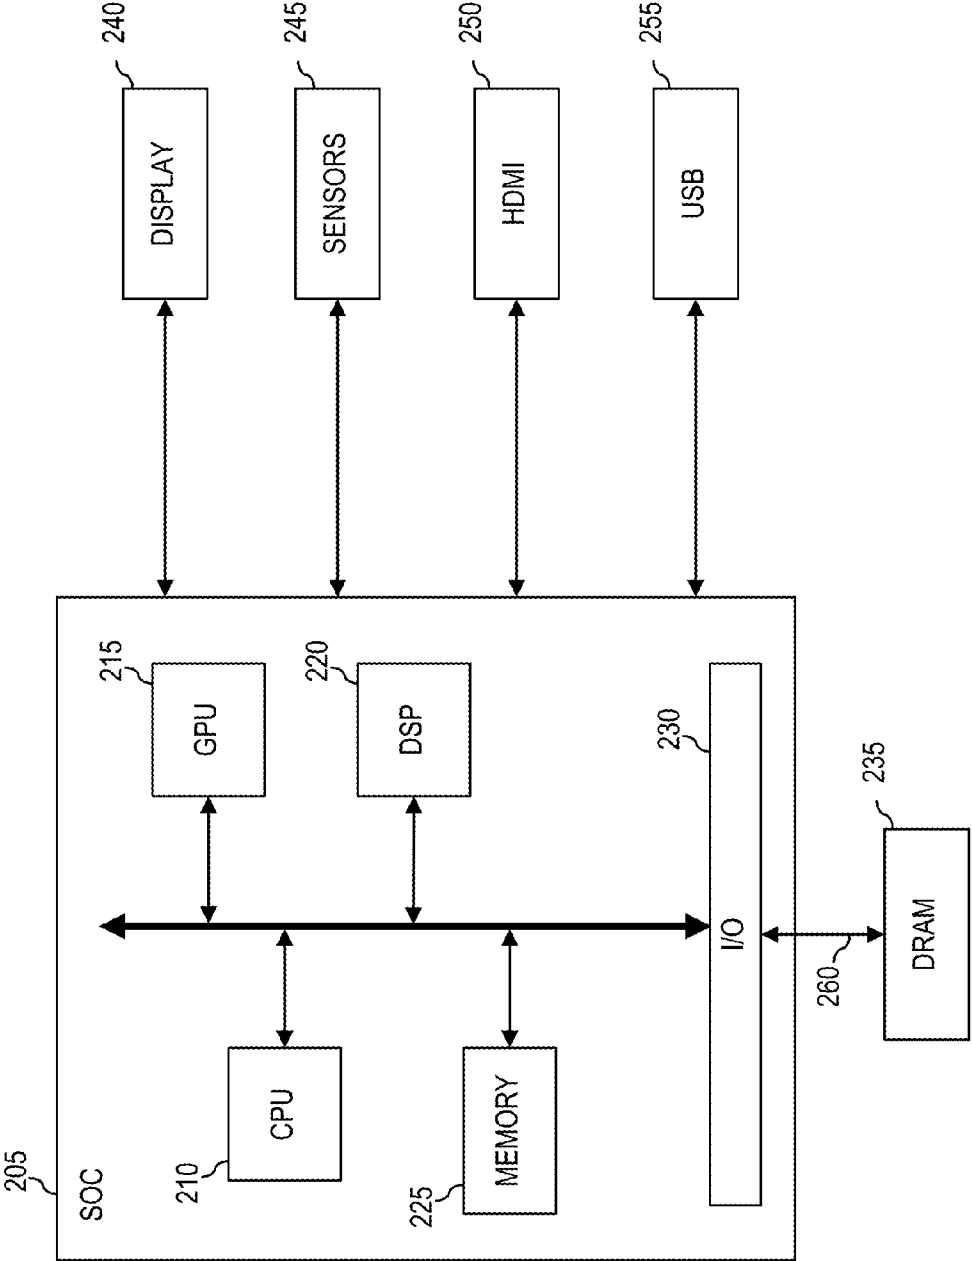 205
SOC
215
240
DISPLAY
210
GPU
CPU
245
220
SENSORS
DSP
225
250
MEMORY
HDMI
255
230
USB
I/O
260
235
DRAM